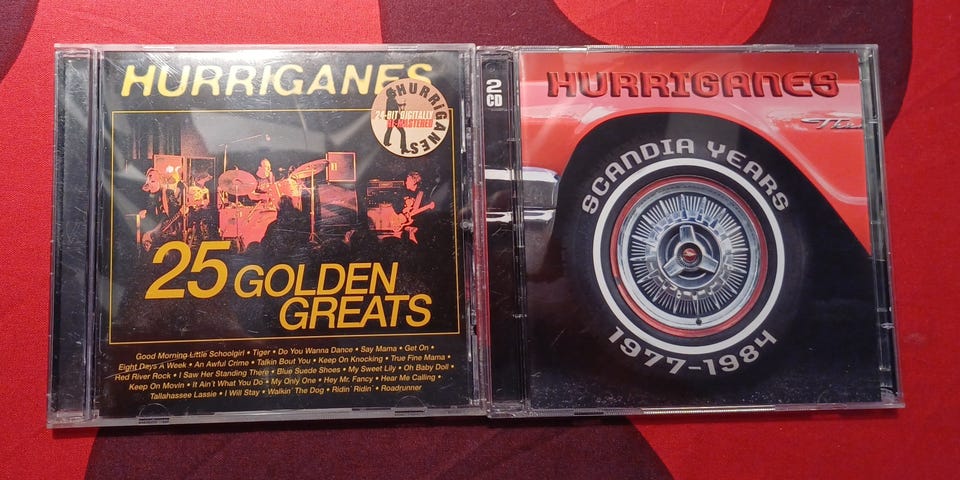 HURRIGANES
HURRIGANES
24-BIT DIGITALLY
RE-MASTERED
25 GOLDEN
GREATS
Good Morning Little Schoolgirl • Tiger • Do You Wanna Dance • Say Mama • Get On •
Eight Days A Week • An Awful Crime • Talkin Bout You • Keep On Knocking • True Fine Mama •
Red River Rock • I Saw Her Standing There • Blue Suede Shoes • My Sweet Lily • Oh Baby Doll •
Keep On Movin • It Ain't What You Do • My Only One • Hey Mr. Fancy • Hear Me Calling •
Tallahassee Lassie • I Will Stay • Walkin´ The Dog • Ridin´ Ridin´ • Roadrunner
2
CD
HURRIGANES
SCANDIA YEARS
1977-1984